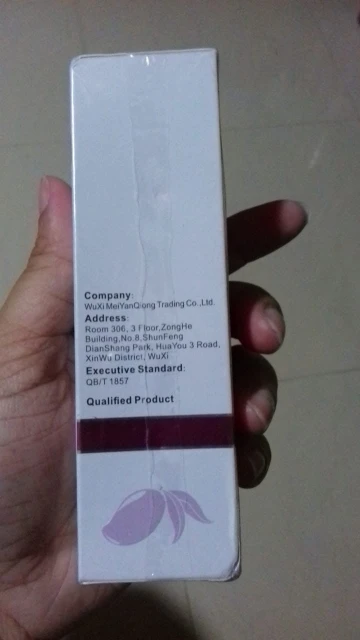 Company:
WuXi MeiYanQiong Trading Co.,Ltd.
Address:
Room 306, 3 Floor,ZongHe
Building,No.8,ShunFeng
DianShang Park, HuaYou 3 Road,
XinWu District, WuXi
Executive Standard:
QB/T 1857
Qualified Product